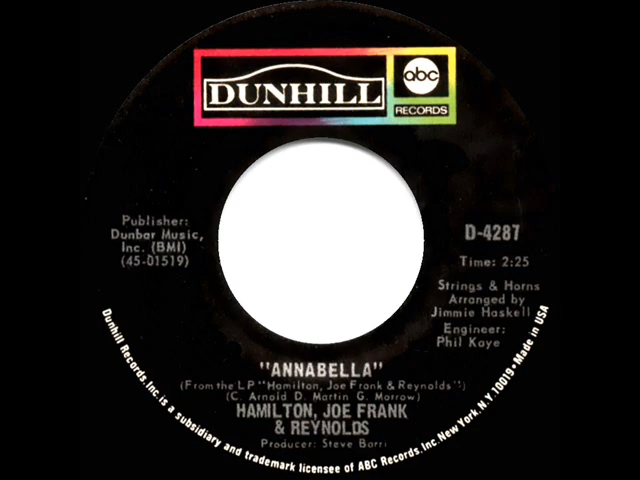 DUNHILL
abc
RECORDS
Publisher:
Dunbar Music,
Inc. (BMI)
(45-01519)
D-4287
Time: 2:25
Strings & Horns
Arranged by
Jimmie Haskell
Engineer:
Phil Kaye
"ANNABELLA"
(From the LP "Hamilton, Joe Frank & Reynolds")
(C. Arnold D. Martin G. Morrow)
HAMILTON, JOE FRANK
& REYNOLDS
Producer: Steve Barri
Dunhill Records, Inc. is a subsidiary and trademark licensee of ABC Records, Inc. New York, N.Y. 10019 • Made in USA